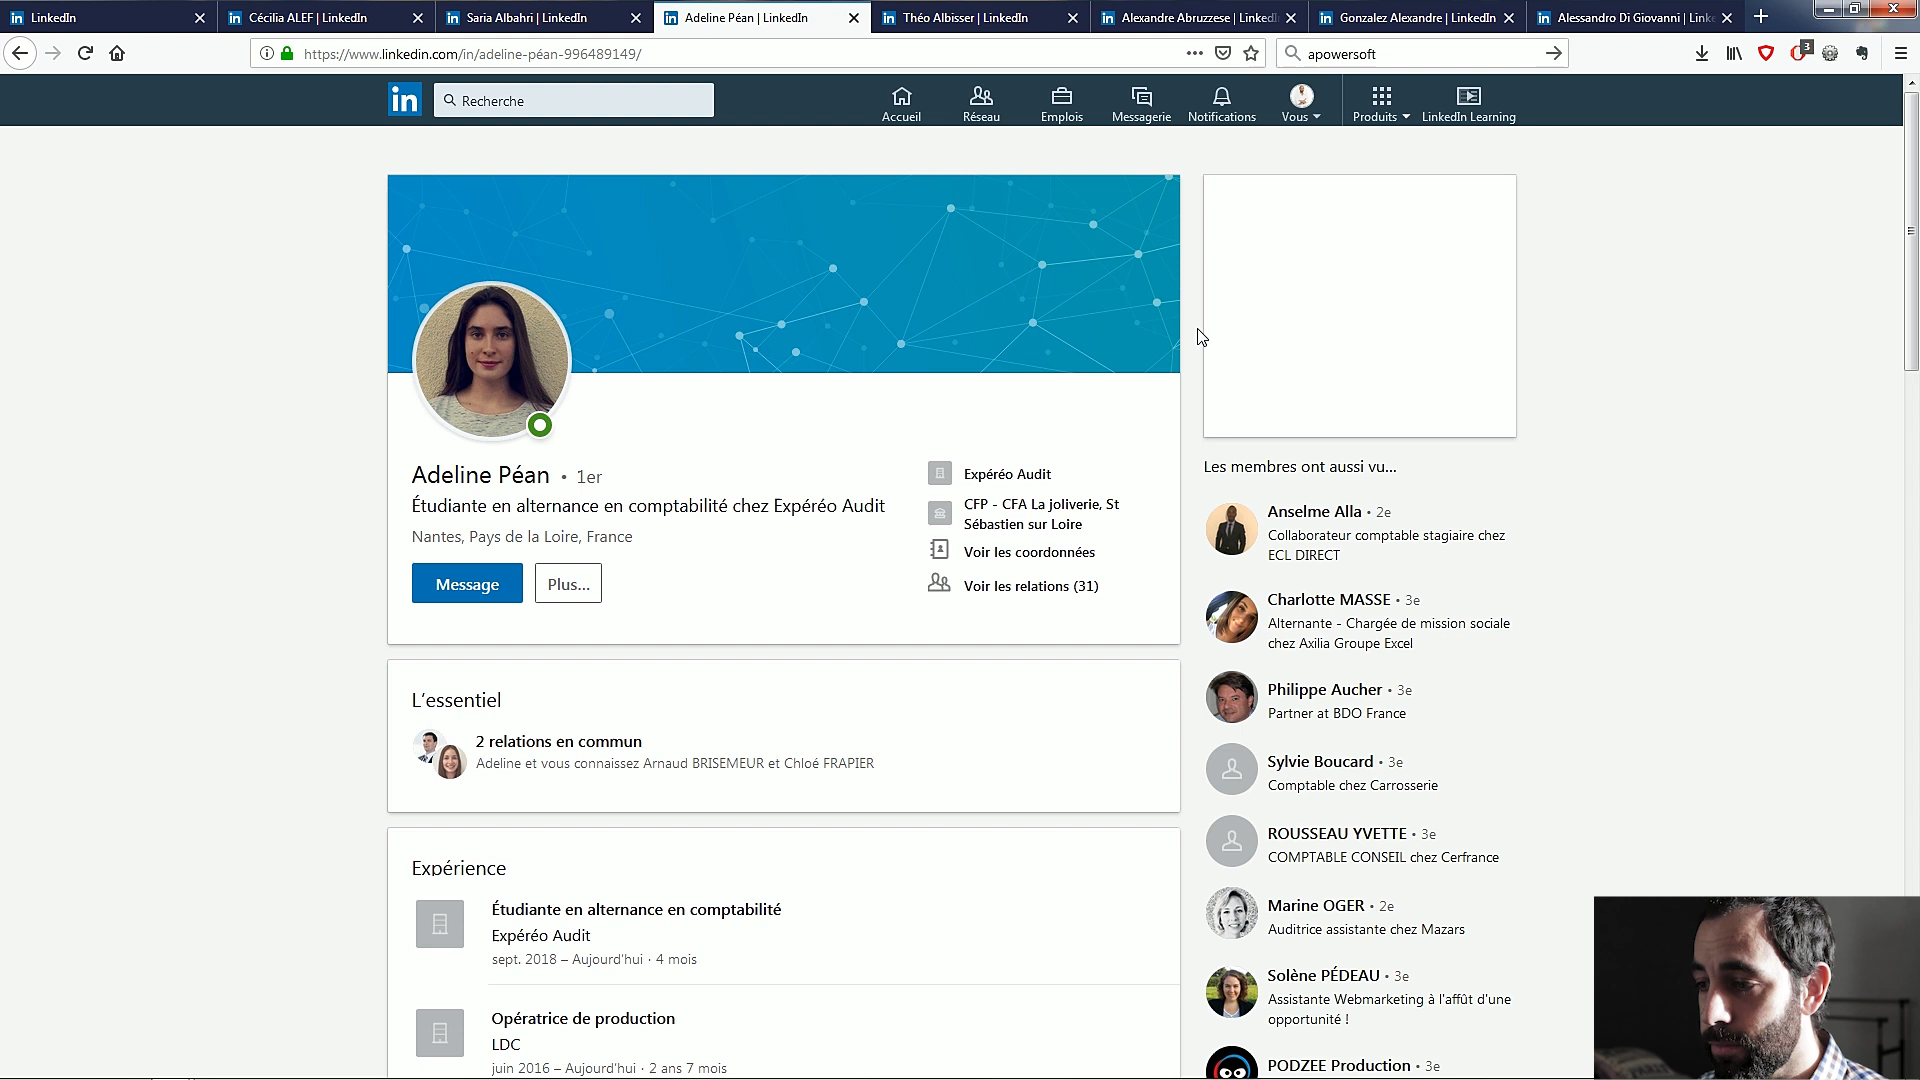 LinkedIn
Cécilia ALEF | LinkedIn
Saria Albahri | LinkedIn
Adeline Péan | LinkedIn
Théo Albisser | LinkedIn
Alexandre Abruzzese | LinkedIn
Gonzalez Alexandre | LinkedIn
Alessandro Di Giovanni | Linke
https://www.linkedin.com/in/adeline-péan-996489149/
apowersoft
3
in
Recherche
Accueil
Réseau
Emplois
Messagerie
Notifications
Vous
Produits
LinkedIn Learning
Adeline Péan • 1er
Étudiante en alternance en comptabilité chez Expéréo Audit
Nantes, Pays de la Loire, France
Message
Plus...
Expéréo Audit
CFP - CFA La joliverie, St
Sébastien sur Loire
Voir les coordonnées
Voir les relations (31)
L'essentiel
2 relations en commun
Adeline et vous connaissez Arnaud BRISEMEUR et Chloé FRAPIER
Expérience
Étudiante en alternance en comptabilité
Expéréo Audit
sept. 2018 – Aujourd'hui · 4 mois
Opératrice de production
LDC
juin 2016 – Aujourd'hui · 2 ans 7 mois
Les membres ont aussi vu...
Anselme Alla • 2e
Collaborateur comptable stagiaire chez
ECL DIRECT
Charlotte MASSE • 3e
Alternante - Chargée de mission sociale
chez Axilia Groupe Excel
Philippe Aucher • 3e
Partner at BDO France
Sylvie Boucard • 3e
Comptable chez Carrosserie
ROUSSEAU YVETTE • 3e
COMPTABLE CONSEIL chez Cerfrance
Marine OGER • 2e
Auditrice assistante chez Mazars
Solène PÉDEAU • 3e
Assistante Webmarketing à l'affût d'une
opportunité !
PODZEE Production • 3e